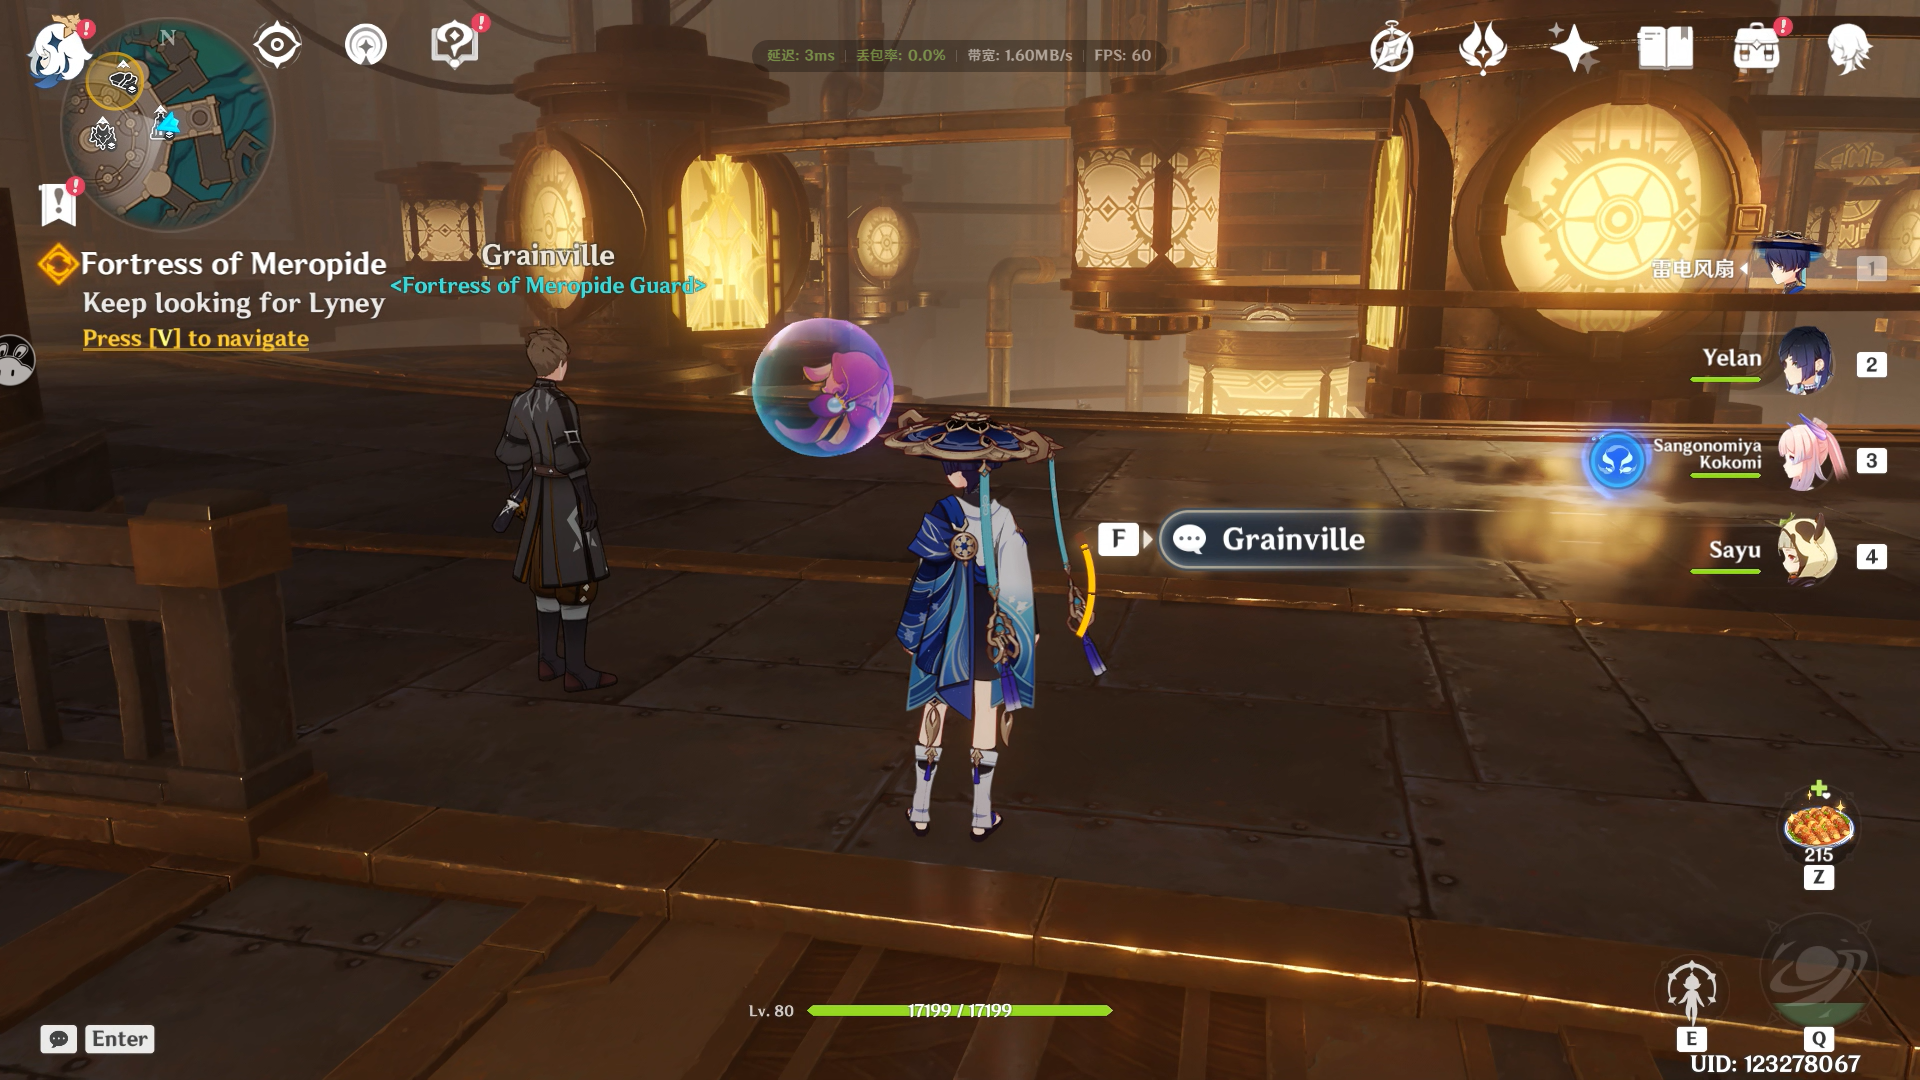 N
延迟: 3ms 丢包率: 0.0% 带宽: 1.60MB/s FPS: 60
Fortress of Meropide
Keep looking for Lyney
Press [V] to navigate
Grainville
<Fortress of Meropide Guard>
雷电风扇
1
Yelan
2
Sangonomiya
Kokomi
3
Sayu
4
F
Grainville
215
Z
Lv. 80
17199 / 17199
Enter
E
Q
UID: 123278067